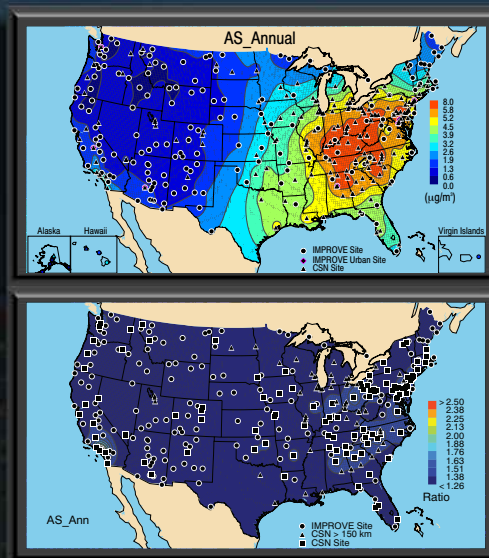 AS_Annual
8.0
5.8
5.2
4.5
3.9
3.2
2.6
1.9
1.3
0.6
0.0
(µg/m³)
Alaska
Hawaii
Virgin Islands
IMPROVE Site
IMPROVE Urban Site
CSN Site
> 2.50
2.38
2.25
2.13
2.00
1.88
1.76
1.63
1.51
1.38
< 1.26
Ratio
AS_Ann
IMPROVE Site
CSN > 150 km
CSN Site